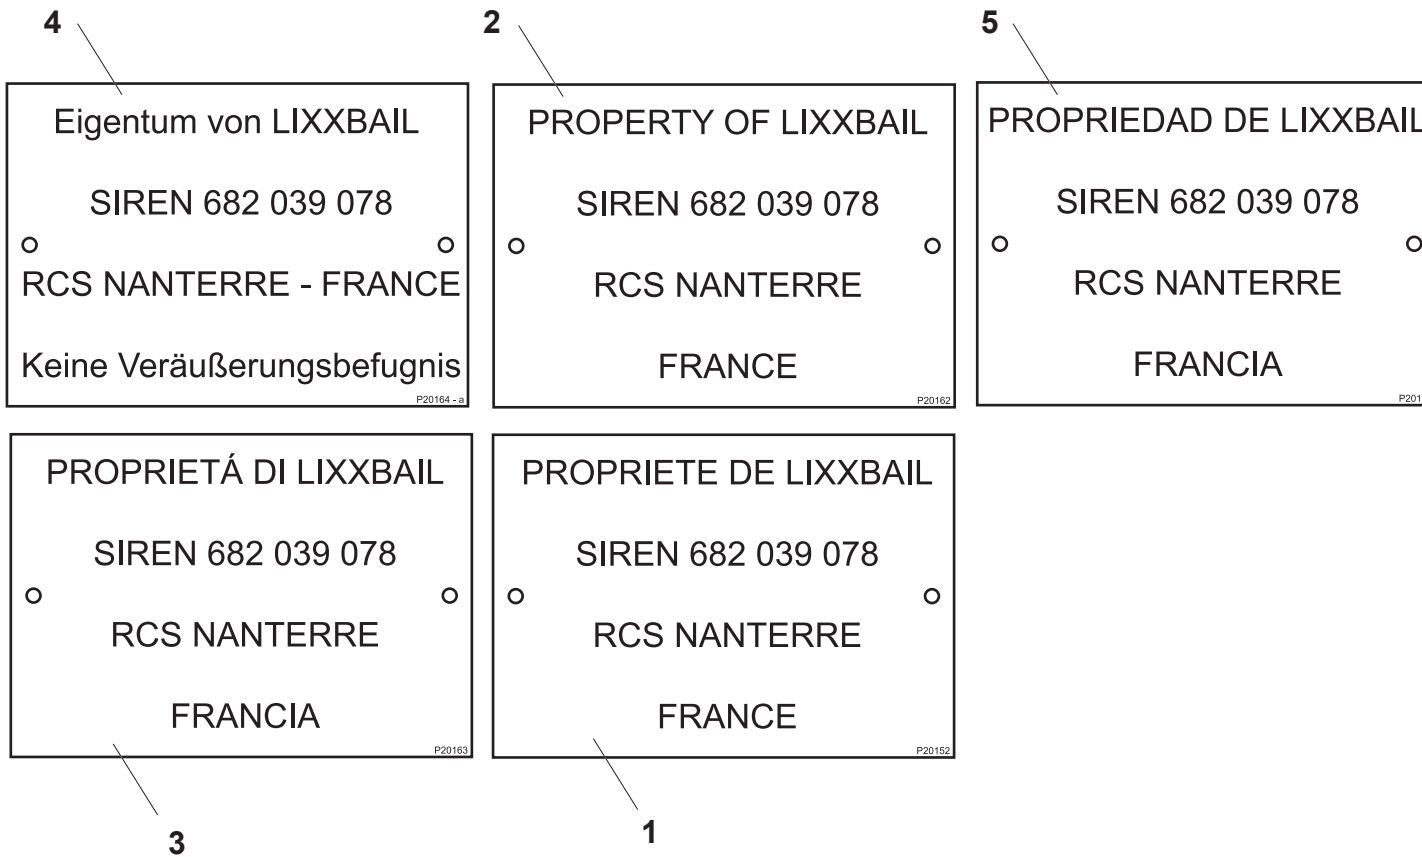 4
Eigentum von LIXXBAIL
SIREN 682 039 078
RCS NANTERRE - FRANCE
Keine Veräußerungsbefugnis
P20164 - a
2
PROPERTY OF LIXXBAIL
SIREN 682 039 078
RCS NANTERRE
FRANCE
P20162
5
PROPRIEDAD DE LIXXBAIL
SIREN 682 039 078
RCS NANTERRE
FRANCIA
PROPRIETÁ DI LIXXBAIL
SIREN 682 039 078
RCS NANTERRE
FRANCIA
P20163
3
PROPRIETE DE LIXXBAIL
SIREN 682 039 078
RCS NANTERRE
FRANCE
P20152
1